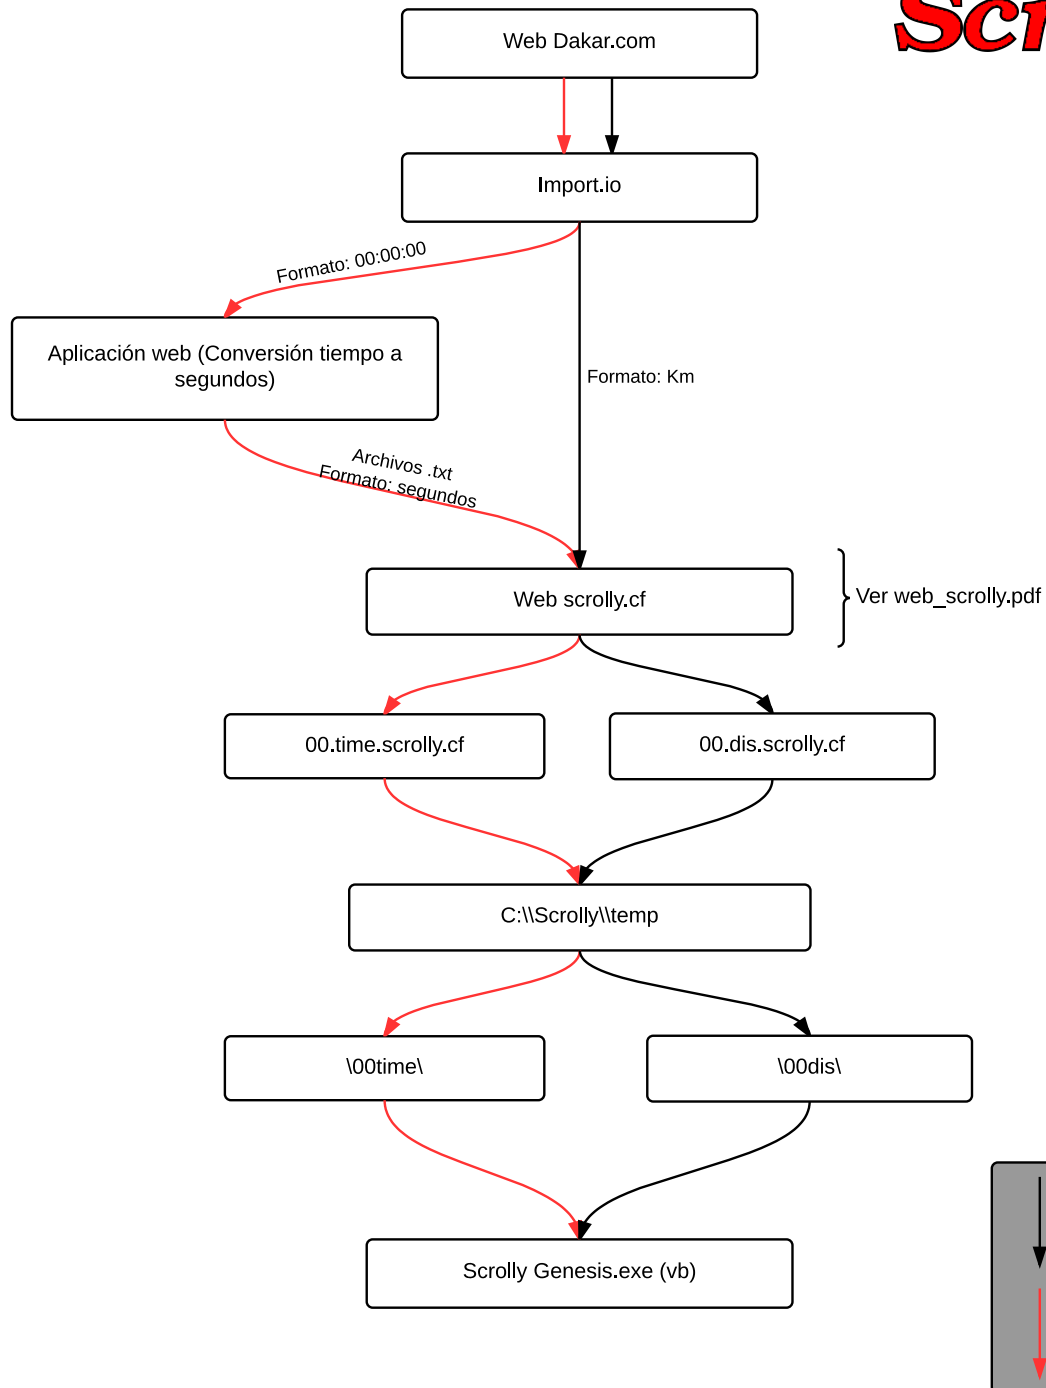 Web Dakar.com
Import.io
Formato: 00:00:00
Aplicación web (Conversión tiempo a
segundos)
Formato: Km
Archivos .txt
Formato: segundos
Web scrolly.cf
Ver web_scrolly.pdf
00.time.scrolly.cf
00.dis.scrolly.cf
C:\\Scrolly\\temp
\00time\
\00dis\
Scrolly Genesis.exe (vb)